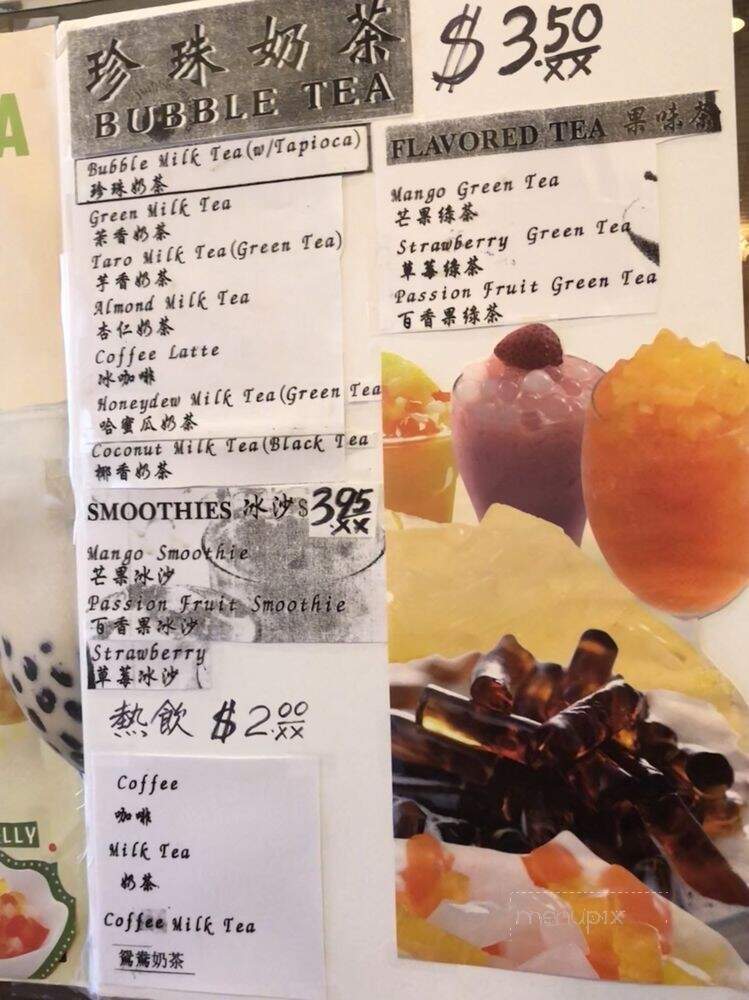 珍珠奶茶
BUBBLE TEA
$3.50
.xx
Bubble Milk Tea(w/Tapioca)
珍珠奶茶
Green Milk Tea
茉香奶茶
Taro Milk Tea(Green Tea)
芋香奶茶
Almond Milk Tea
杏仁奶茶
Coffee Latte
冰咖啡
Honeydew Milk Tea(Green Tea
哈蜜瓜奶茶
Coconut Milk Tea(Black Tea
椰香奶茶
SMOOTHIES 冰沙 $3.95
.xx
Mango Smoothie
芒果冰沙
Passion Fruit Smoothie
百香果冰沙
Strawberry
草莓冰沙
熱飲 $2.00
.xx
Coffee
咖啡
Milk Tea
奶茶
Coffee Milk Tea
鴛鴦奶茶
FLAVORED TEA 果味茶
Mango Green Tea
芒果綠茶
Strawberry Green Tea
草莓綠茶
Passion Fruit Green Tea
百香果綠茶
A
LLY
menupix